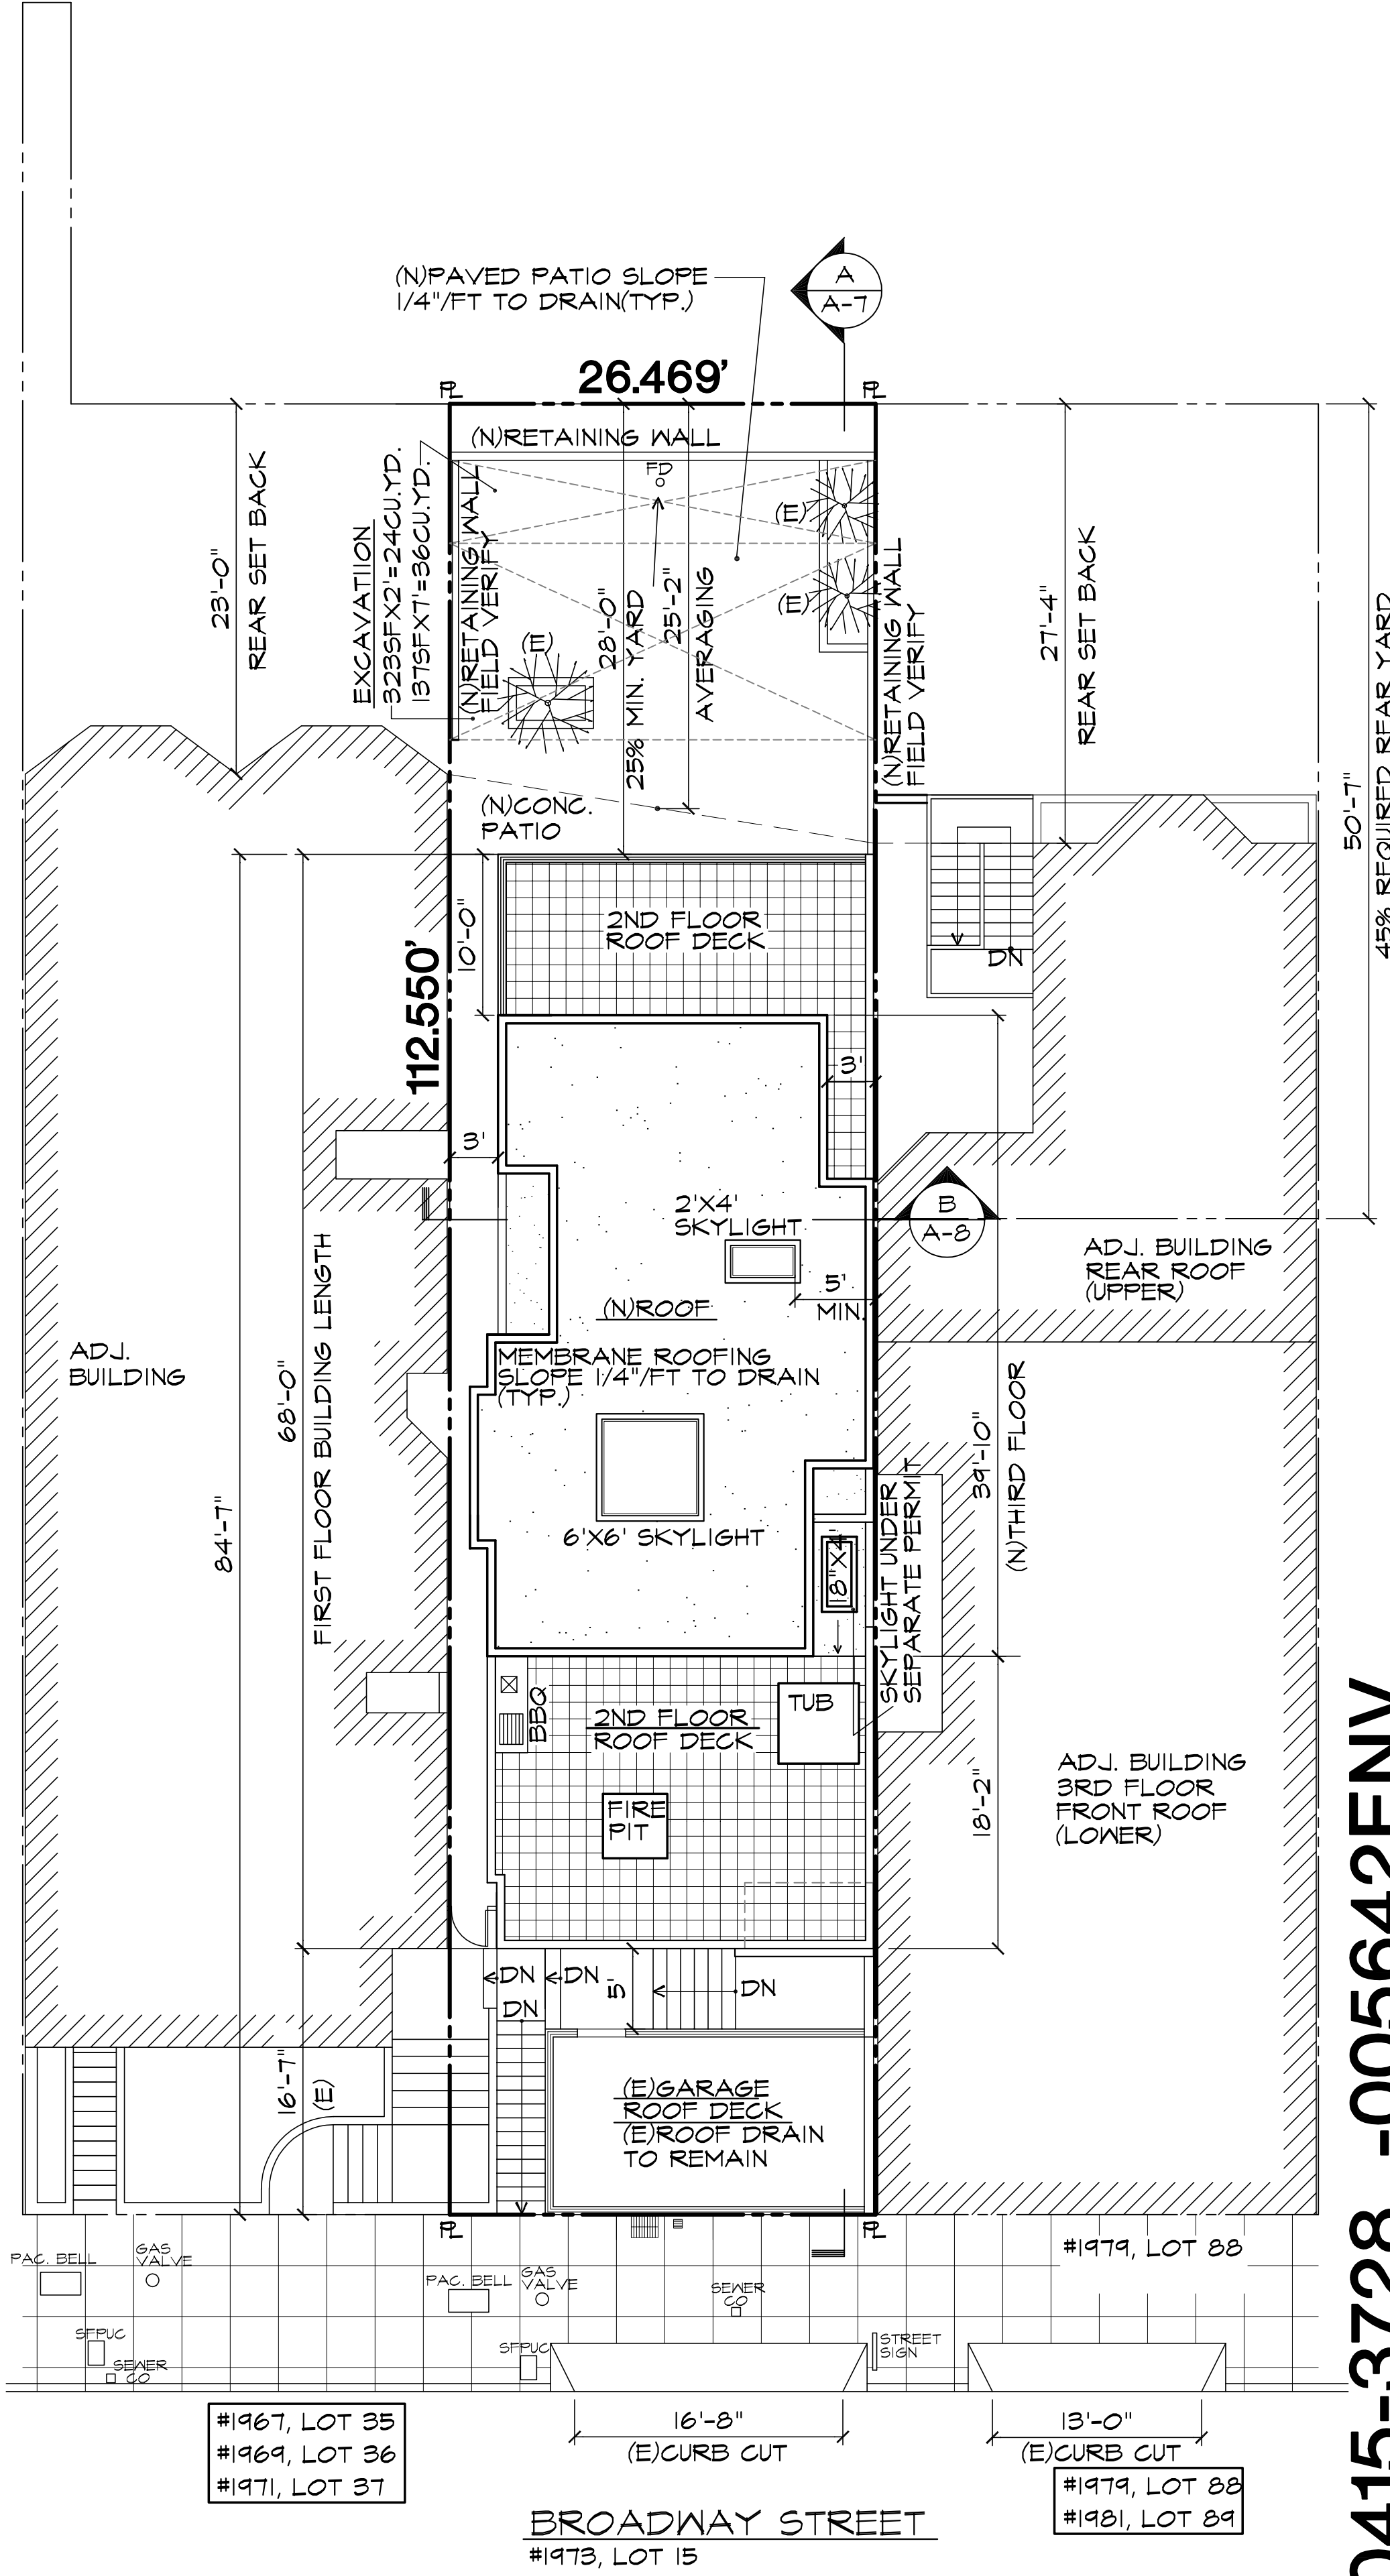 (N)PAVED PATIO SLOPE
1/4"/FT TO DRAIN(TYP.)
A
A-7
26.469'
PL
PL
(N)RETAINING WALL
FD
23'-0"
REAR SET BACK
EXCAVATIION
323SFX2'=24CU.YD.
137SFX7'=36CU.YD.
(N)RETAINING WALL
FIELD VERIFY
(E)
(E)
(E)
28'-0"
25% MIN. YARD
25'-2"
AVERAGING
(N)RETAINING WALL
FIELD VERIFY
27'-4"
REAR SET BACK
50'-7"
45% REQUIRED REAR YARD
(N)CONC.
PATIO
10'-0"
2ND FLOOR
ROOF DECK
DN
112.550'
3'
3'
2'X4'
SKYLIGHT
B
A-8
ADJ. BUILDING
REAR ROOF
(UPPER)
5'
MIN.
(N)ROOF
MEMBRANE ROOFING
SLOPE 1/4"/FT TO DRAIN
(TYP.)
ADJ.
BUILDING
84'-7"
68'-0"
FIRST FLOOR BUILDING LENGTH
6'X6' SKYLIGHT
18"X4'
SKYLIGHT UNDER
SEPARATE PERMIT
39'-10"
(N)THIRD FLOOR
BBQ
2ND FLOOR
ROOF DECK
TUB
FIRE
PIT
18'-2"
ADJ. BUILDING
3RD FLOOR
FRONT ROOF
(LOWER)
DN
DN
5'
DN
DN
16'-7"
(E)
(E)GARAGE
ROOF DECK
(E)ROOF DRAIN
TO REMAIN
PL
PL
#1979, LOT 88
PAC. BELL
GAS
VALVE
PAC. BELL
GAS
VALVE
SEWER
CO
SFPUC
SEWER
CO
SFPUC
STREET
SIGN
#1967, LOT 35
#1969, LOT 36
#1971, LOT 37
16'-8"
(E)CURB CUT
13'-0"
(E)CURB CUT
#1979, LOT 88
#1981, LOT 89
BROADWAY STREET
#1973, LOT 15